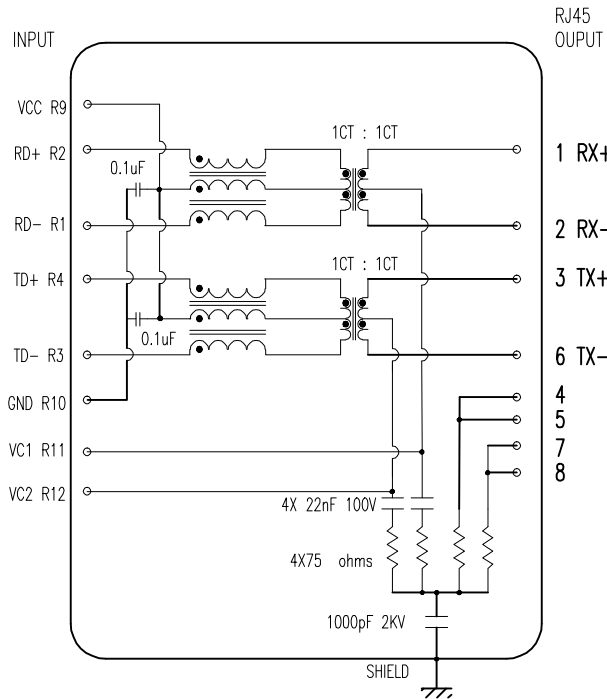 RJ45
INPUT OUPUT
VCC R9
1CT : 1CT
RD+ R2 1 RX+
0.1uF
RD- R1 2 RX-
1CT : 1CT
TD+ R4 3 TX+
0.1uF
TD- R3 6 TX-
4
GND R10
5
7
VC1 R11
8
VC2 R12
4X 22nF 100V
4X75 ohms
1000pF 2KV
SHIELD